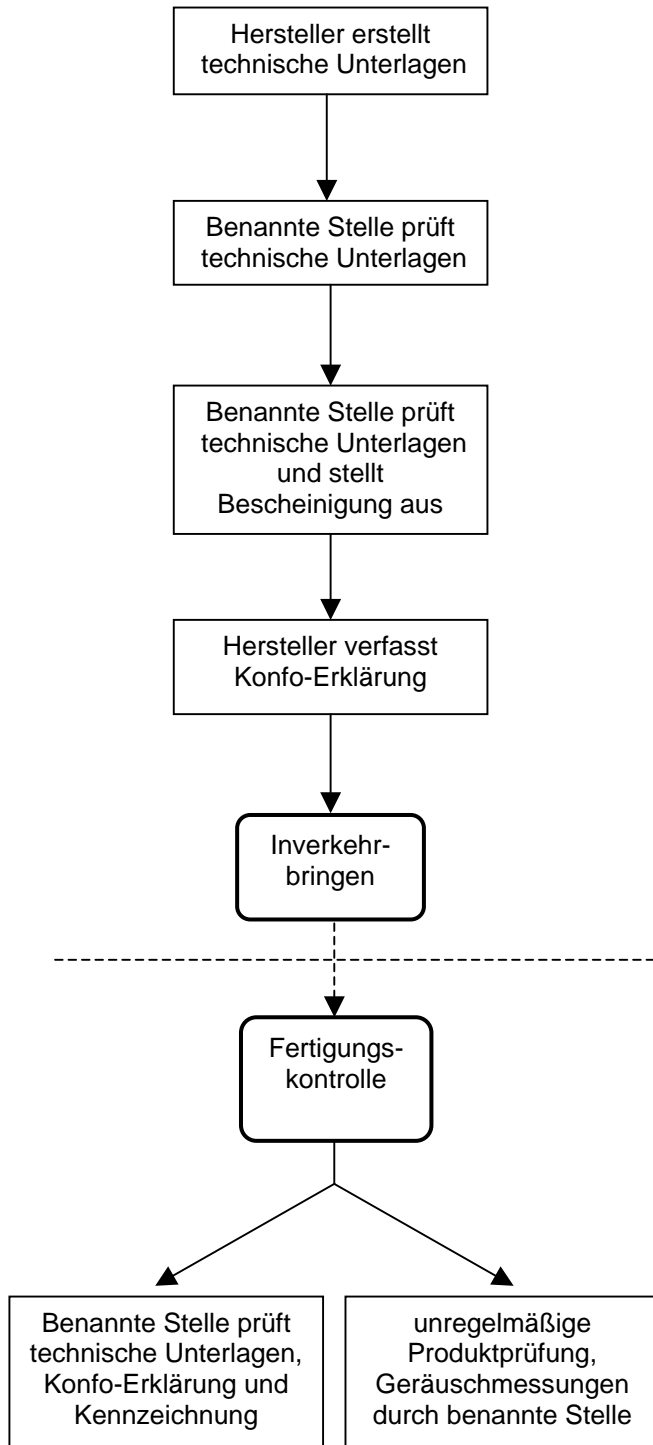 Hersteller erstellt
technische Unterlagen
Benannte Stelle prüft
technische Unterlagen
Benannte Stelle prüft
technische Unterlagen
und stellt
Bescheinigung aus
Hersteller verfasst
Konfo-Erklärung
Inverkehr-
bringen
Fertigungs-
kontrolle
Benannte Stelle prüft
technische Unterlagen,
Konfo-Erklärung und
Kennzeichnung
unregelmäßige
Produktprüfung,
Geräuschmessungen
durch benannte Stelle